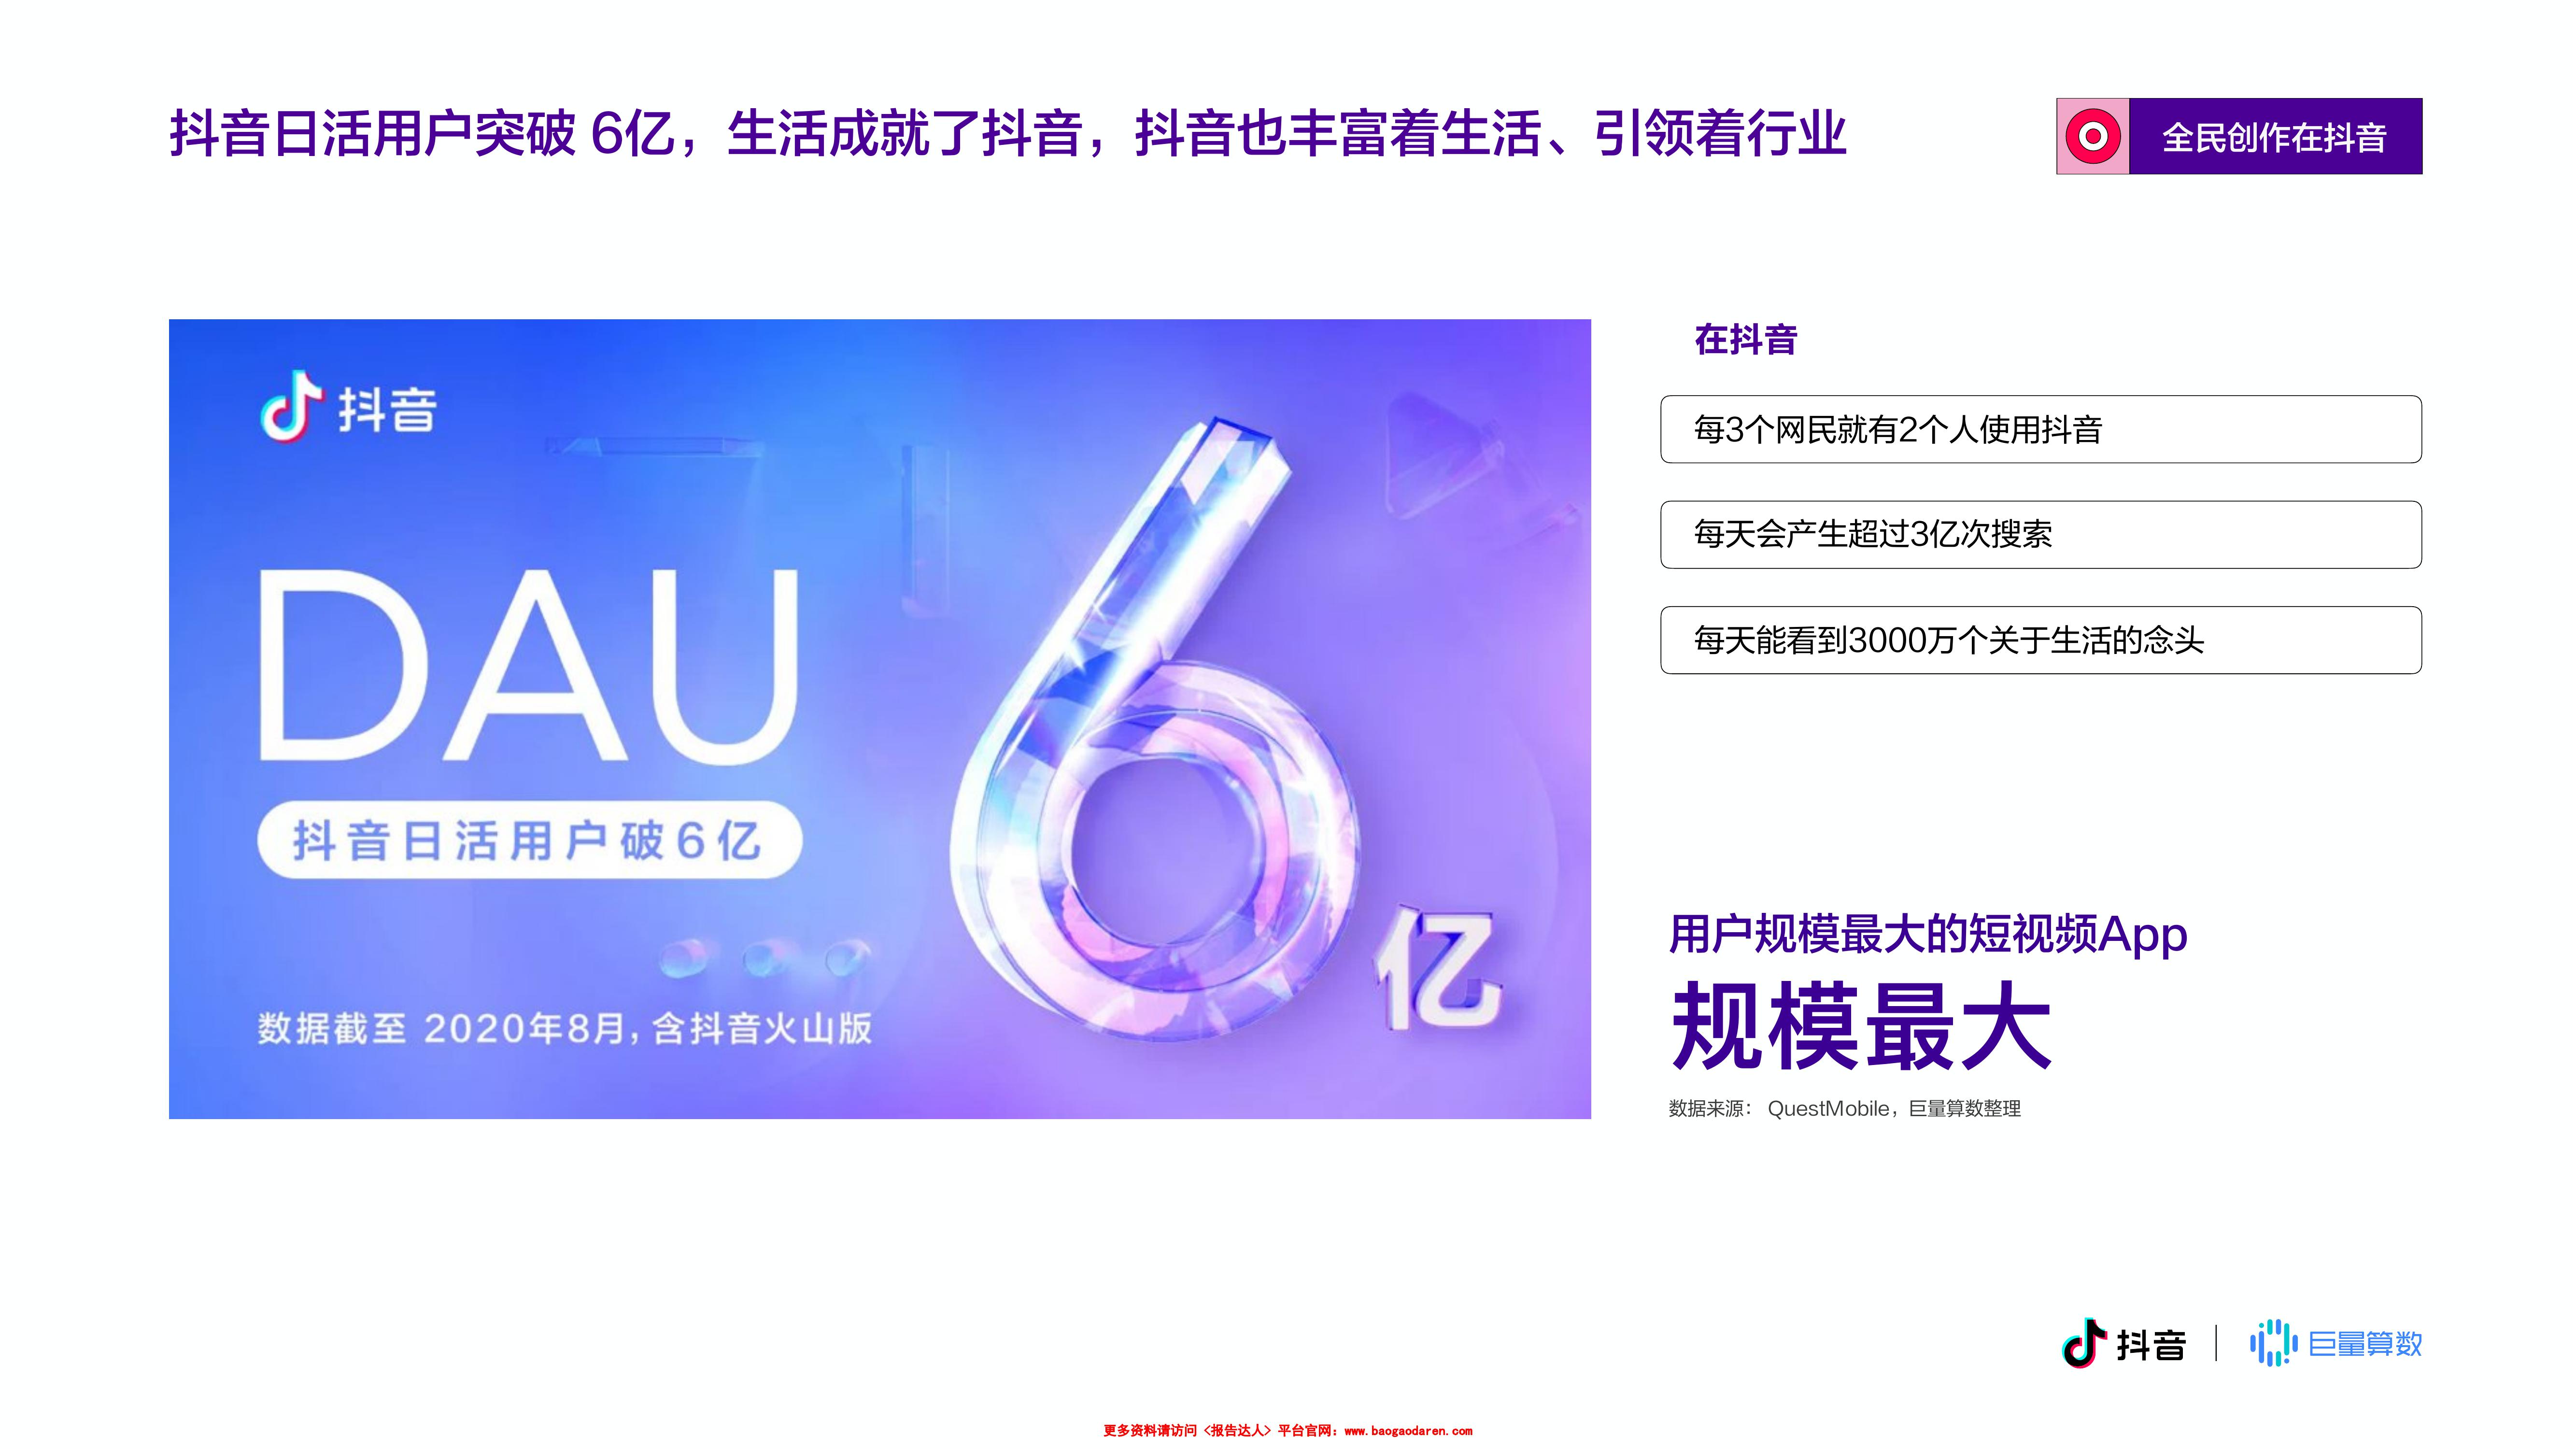 抖音日活用户突破 6亿，生活成就了抖音，抖音也丰富着生活、引领着行业
全民创作在抖音
抖音
DAU
抖音日活用户破6亿
6亿
数据截至 2020年8月, 含抖音火山版
在抖音
每3个网民就有2个人使用抖音
每天会产生超过3亿次搜索
每天能看到3000万个关于生活的念头
用户规模最大的短视频App
规模最大
数据来源： QuestMobile，巨量算数整理
抖音 | 巨量算数
更多资料请访问 <报告达人> 平台官网：www.baogaodaren.com